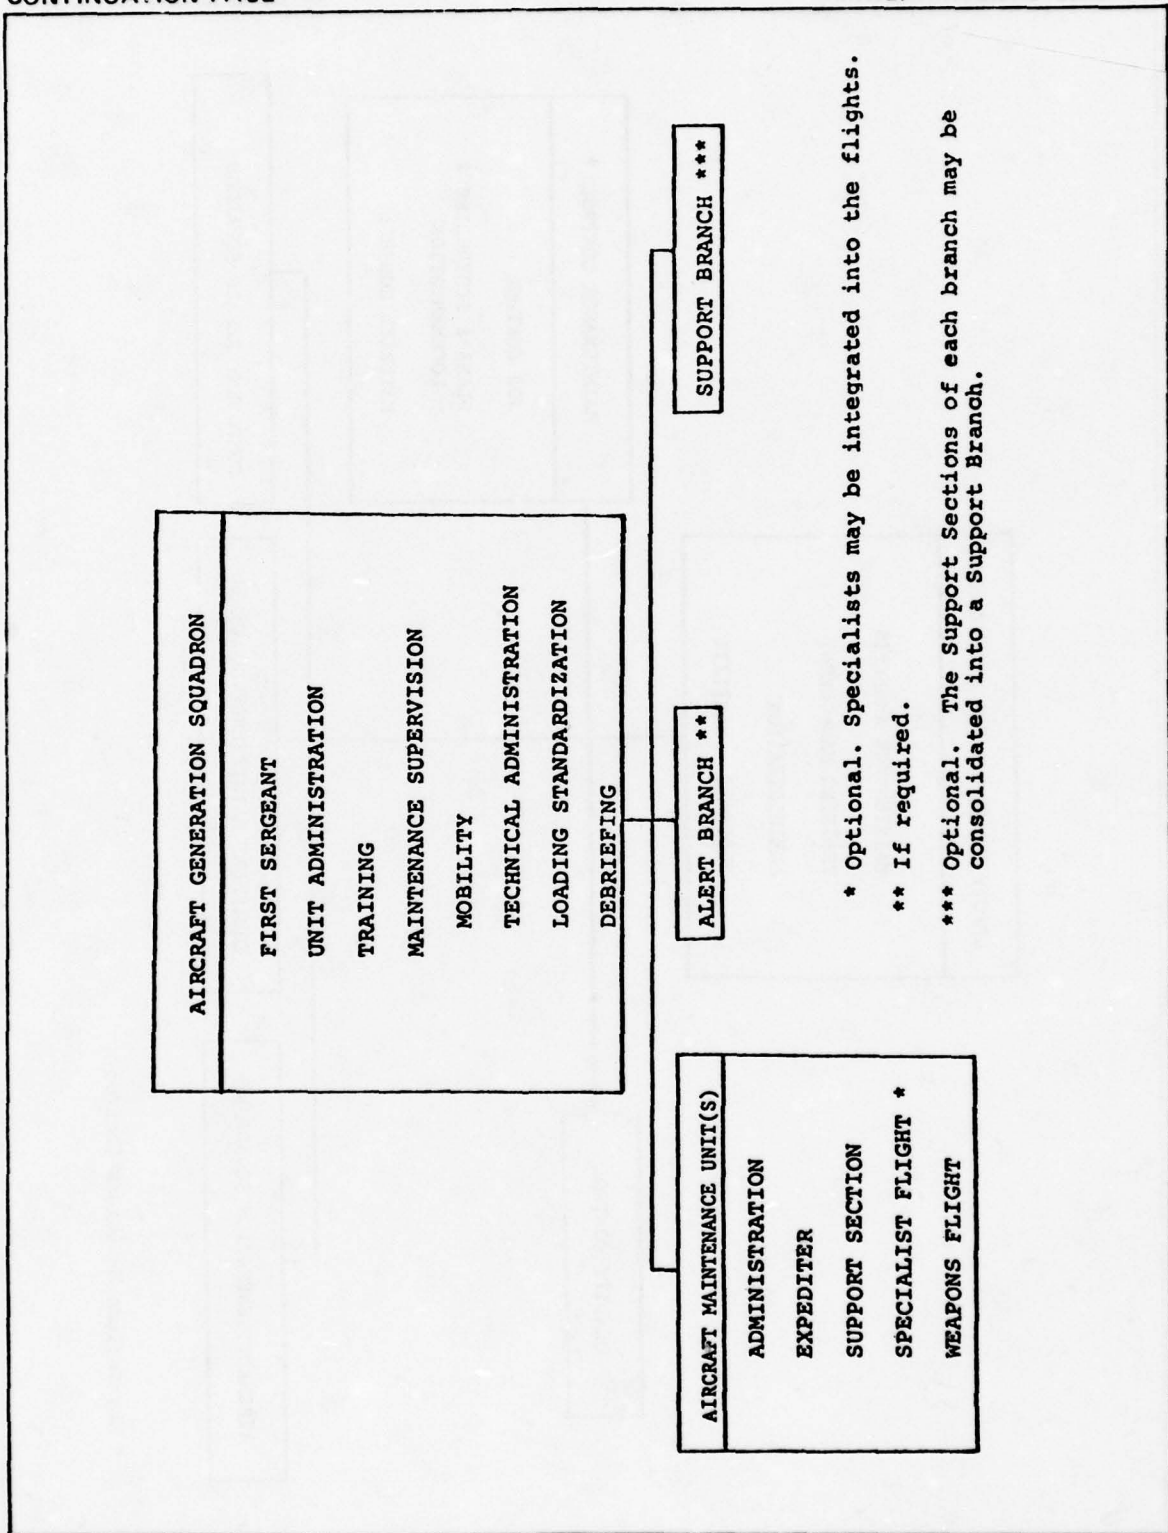 AIRCRAFT GENERATION SQUADRON
FIRST SERGEANT
UNIT ADMINISTRATION
TRAINING
MAINTENANCE SUPERVISION
MOBILITY
TECHNICAL ADMINISTRATION
LOADING STANDARDIZATION
DEBRIEFING
AIRCRAFT MAINTENANCE UNIT(S)
ADMINISTRATION
EXPEDITER
SUPPORT SECTION
SPECIALIST FLIGHT *
WEAPONS FLIGHT
ALERT BRANCH **
SUPPORT BRANCH ***
* Optional. Specialists may be integrated into the flights.
** If required.
*** Optional. The Support Sections of each branch may be
consolidated into a Support Branch.